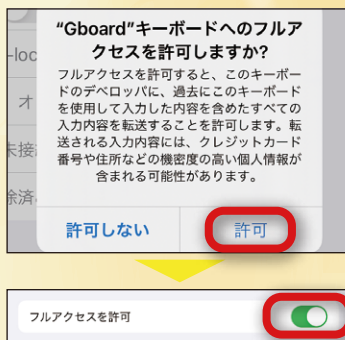 "Gboard"キーボードへのフルア
クセスを許可しますか?
フルアクセスを許可すると、このキーボー
ドのデベロッパに、過去にこのキーボード
を使用して入力した内容を含めたすべての
入力内容を転送することを許可します。転
送される入力内容には、クレジットカード
番号や住所などの機密度の高い個人情報が
含まれる可能性があります。
-loc
オ
未接
除済
許可しない
許可
フルアクセスを許可